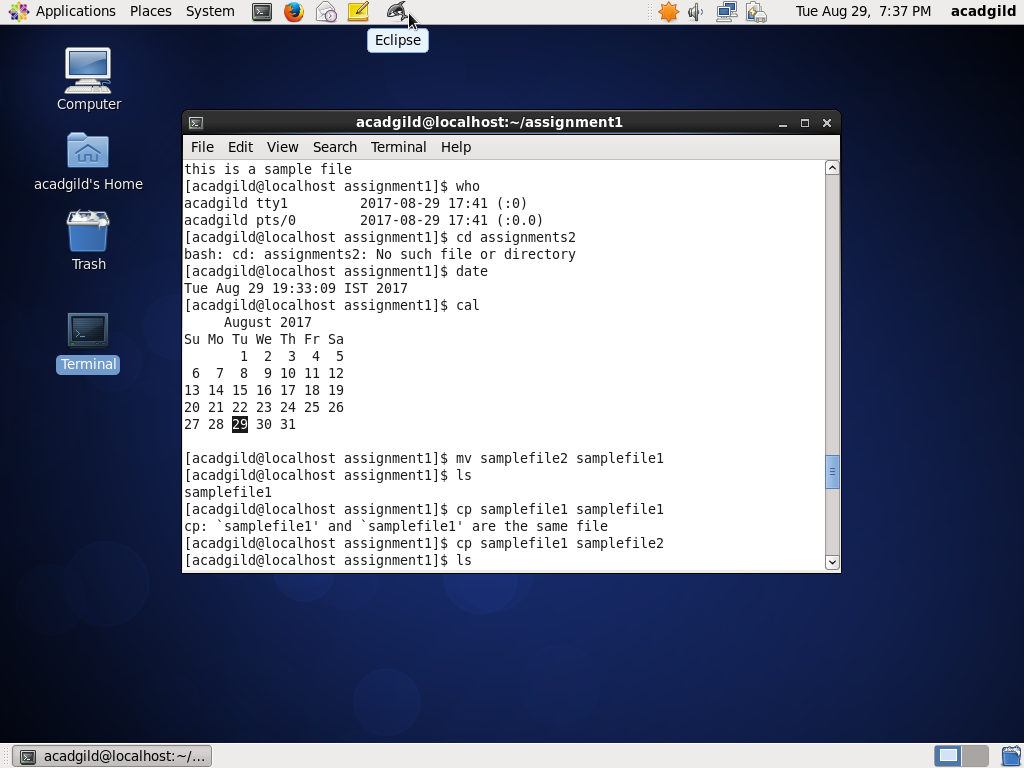 Applications Places System Tue Aug 29, 7:37 PM acadgild
Eclipse
Computer
acadgild's Home
Trash
Terminal
acadgild@localhost:~/assignment1
File Edit View Search Terminal Help
this is a sample file
[acadgild@localhost assignment1]$ who
acadgild tty1         2017-08-29 17:41 (:0)
acadgild pts/0        2017-08-29 17:41 (:0.0)
[acadgild@localhost assignment1]$ cd assignments2
bash: cd: assignments2: No such file or directory
[acadgild@localhost assignment1]$ date
Tue Aug 29 19:33:09 IST 2017
[acadgild@localhost assignment1]$ cal
     August 2017
Su Mo Tu We Th Fr Sa
       1  2  3  4  5
 6  7  8  9 10 11 12
13 14 15 16 17 18 19
20 21 22 23 24 25 26
27 28 29 30 31
[acadgild@localhost assignment1]$ mv samplefile2 samplefile1
[acadgild@localhost assignment1]$ ls
samplefile1
[acadgild@localhost assignment1]$ cp samplefile1 samplefile1
cp: `samplefile1' and `samplefile1' are the same file
[acadgild@localhost assignment1]$ cp samplefile1 samplefile2
[acadgild@localhost assignment1]$ ls
acadgild@localhost:~/...